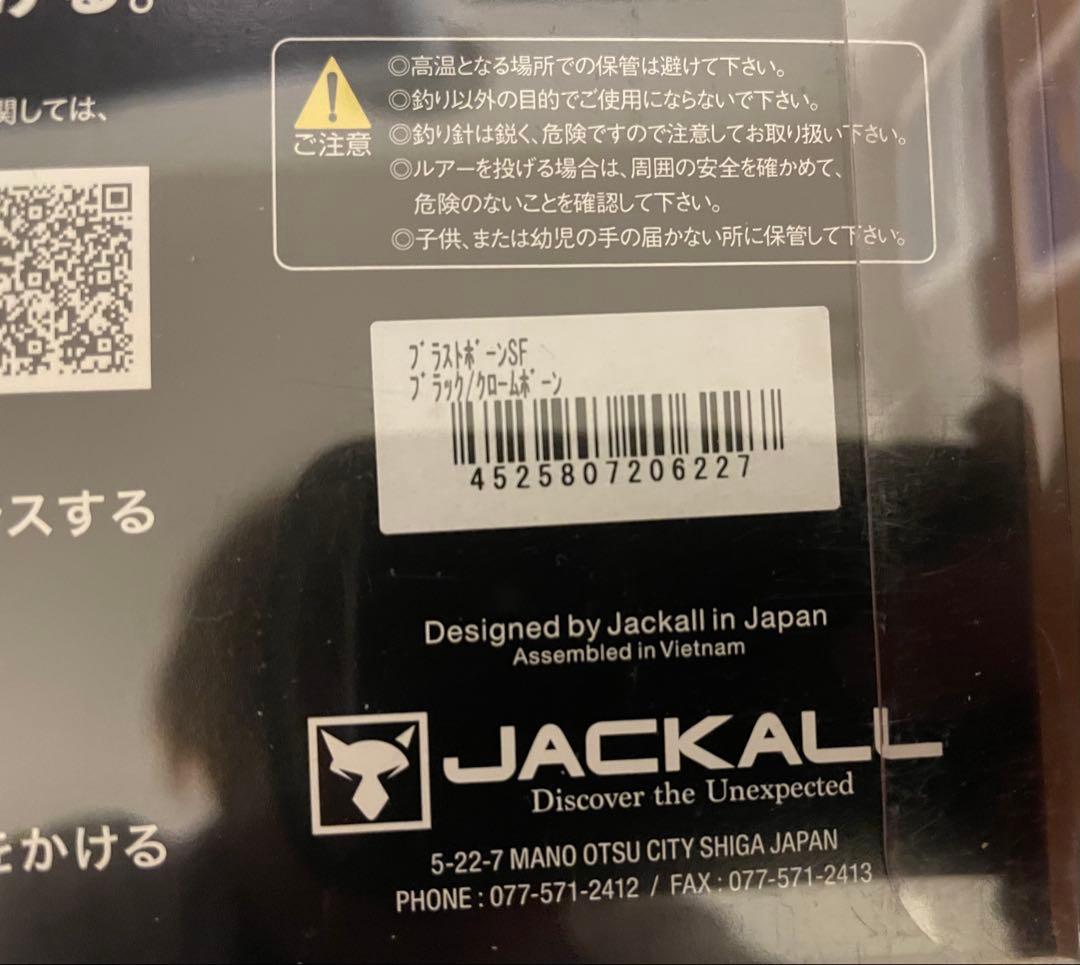 ける。
関しては、
ご注意
◎高温となる場所での保管は避けて下さい。
◎釣り以外の目的でご使用にならないで下さい。
◎釣り針は鋭く、危険ですので注意してお取り扱い下さい。
◎ルアーを投げる場合は、周囲の安全を確かめて、
危険のないことを確認して下さい。
◎子供、または幼児の手の届かない所に保管して下さい。
ﾌﾞﾗｽﾄﾎﾞｰﾝSF
ﾌﾞﾗｯｸ/ｸﾛｰﾑﾎﾞｰﾝ
4525807206227
スする
Designed by Jackall in Japan
Assembled in Vietnam
JACKALL
Discover the Unexpected
をかける
5-22-7 MANO OTSU CITY SHIGA JAPAN
PHONE : 077-571-2412 / FAX : 077-571-2413